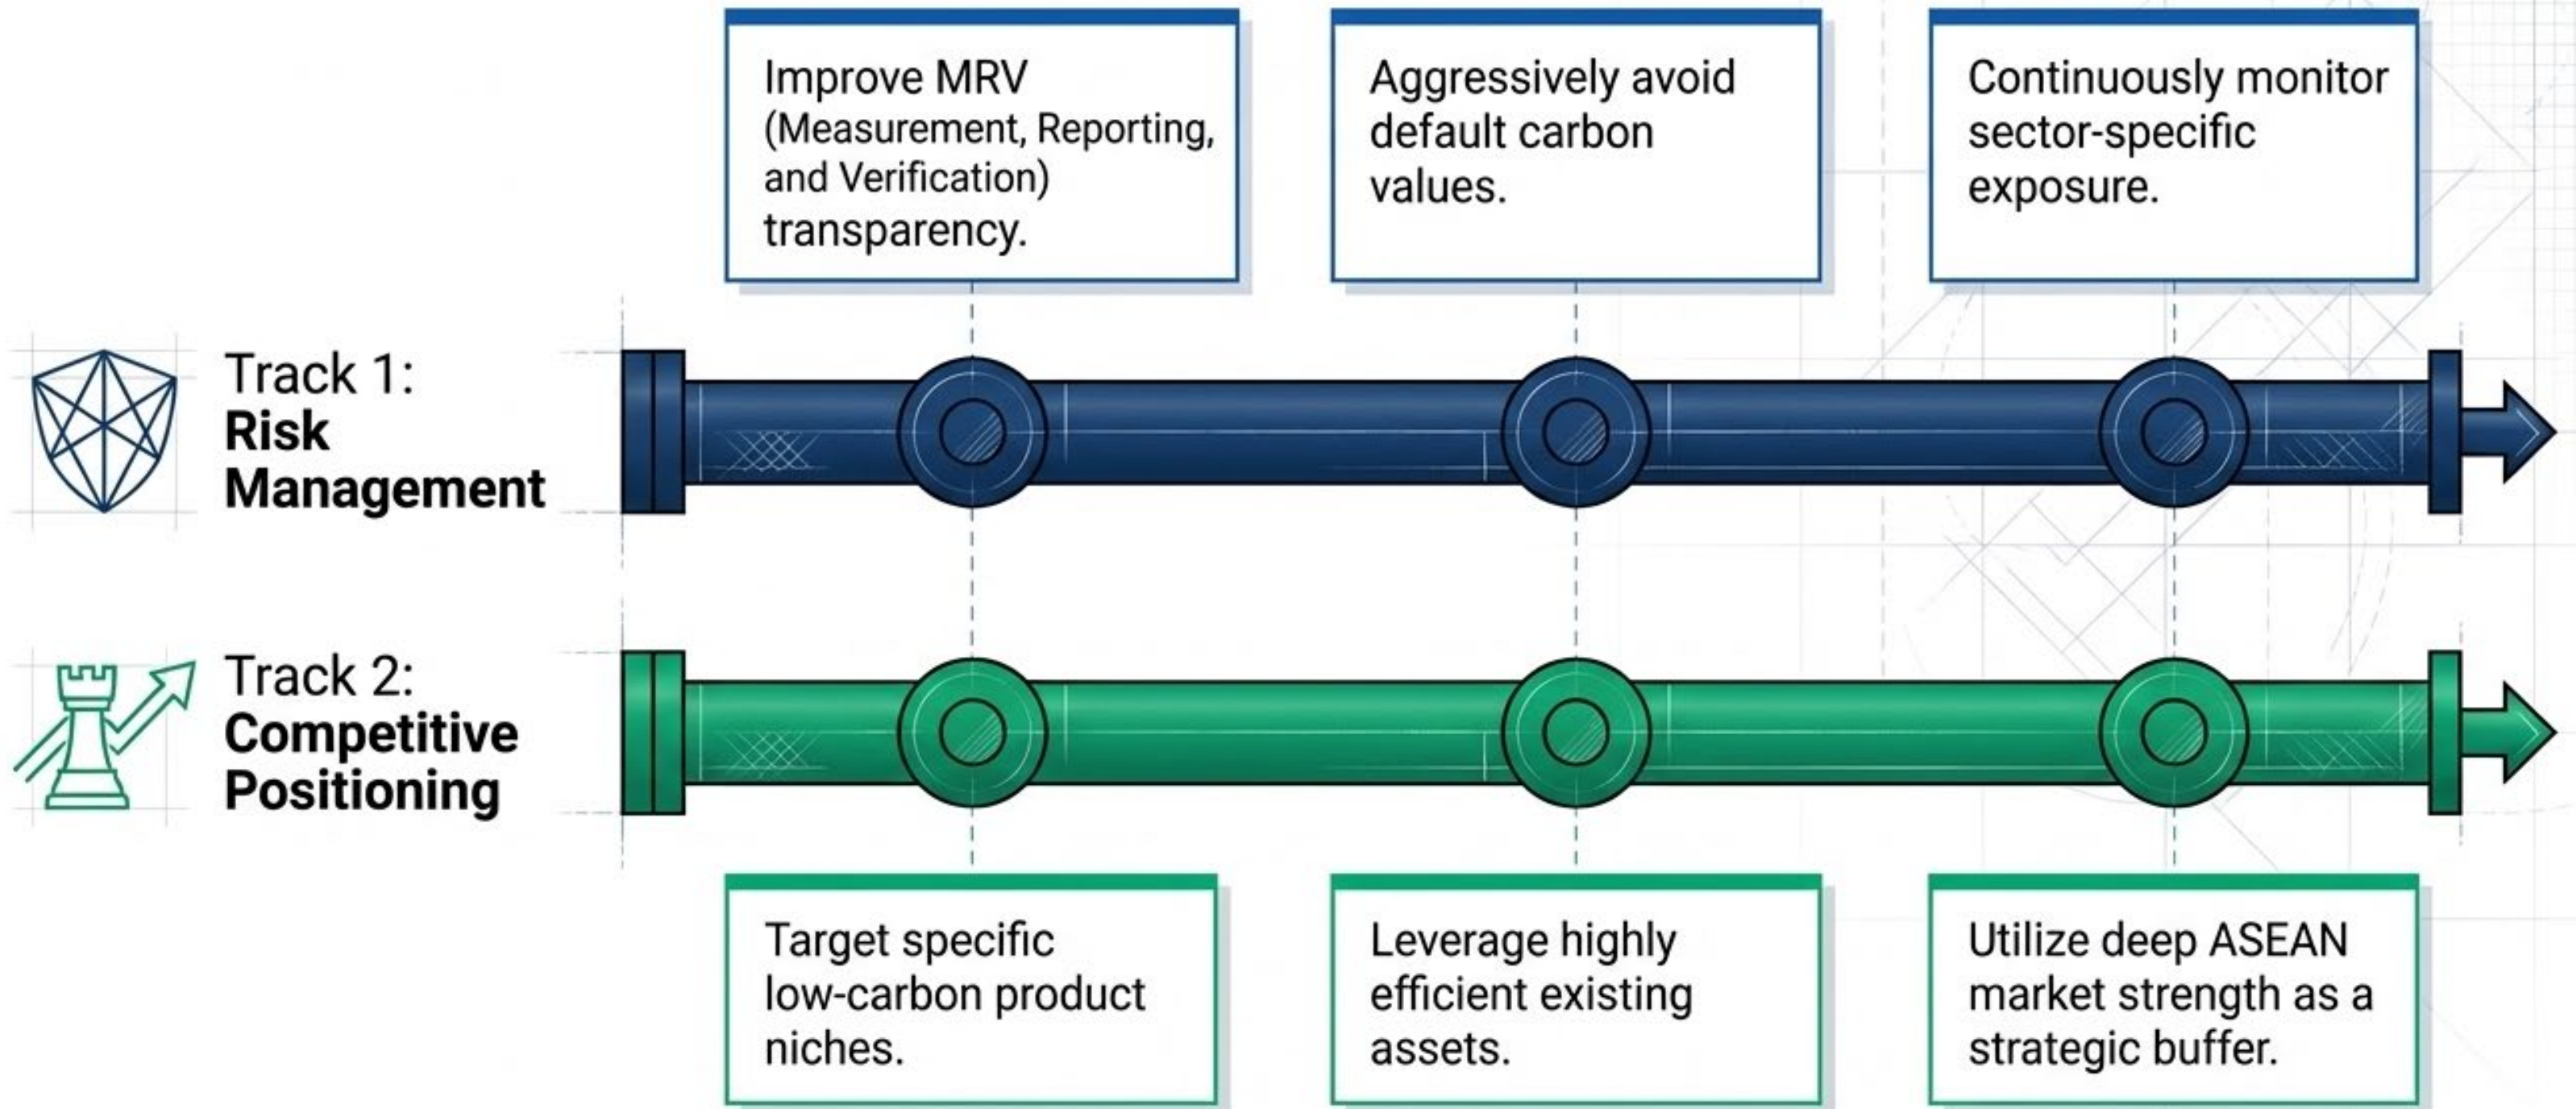 Improve MRV
(Measurement, Reporting,
and Verification)
transparency.
Aggressively avoid
default carbon
values.
Continuously monitor
sector-specific
exposure.
Track 1:
Risk
Management
Track 2:
Competitive
Positioning
Target specific
low-carbon product
niches.
Leverage highly
efficient existing
assets.
Utilize deep ASEAN
market strength as a
strategic buffer.